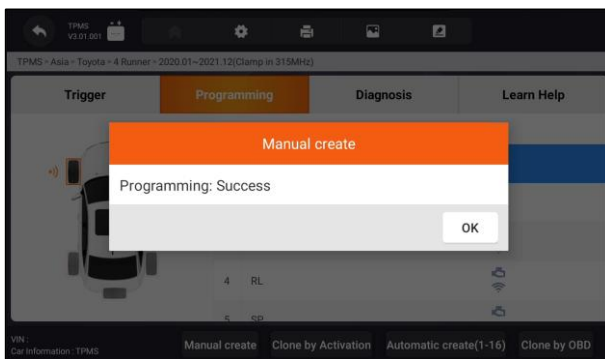 TPMS
V3.01.001
TPMS > Asia > Toyota > 4 Runner > 2020.01~2021.12(Clamp in 315MHz)
Trigger Programming Diagnosis Learn Help
Manual create
Programming: Success
OK
4 RL
5 SP
VIN :
Car Information : TPMS
Manual create Clone by Activation Automatic create(1-16) Clone by OBD